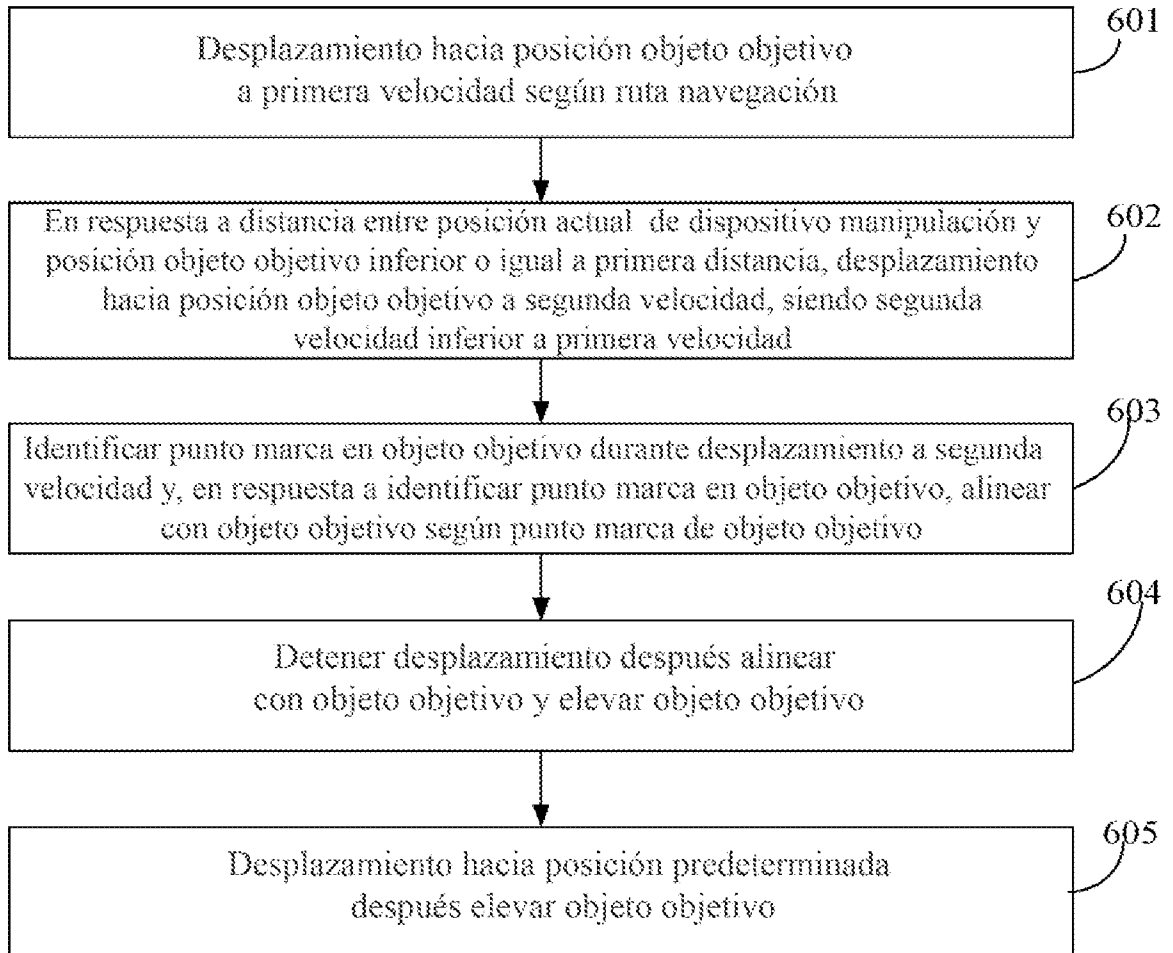 601
Desplazamiento hacia posición objeto objetivo
a primera velocidad según ruta navegación
602
En respuesta a distancia entre posición actual de dispositivo manipulación y
posición objeto objetivo inferior o igual a primera distancia, desplazamiento
hacia posición objeto objetivo a segunda velocidad, siendo segunda
velocidad inferior a primera velocidad
603
Identificar punto marca en objeto objetivo durante desplazamiento a segunda
velocidad y, en respuesta a identificar punto marca en objeto objetivo, alinear
con objeto objetivo según punto marca de objeto objetivo
604
Detener desplazamiento después alinear
con objeto objetivo y elevar objeto objetivo
605
Desplazamiento hacia posición predeterminada
después elevar objeto objetivo